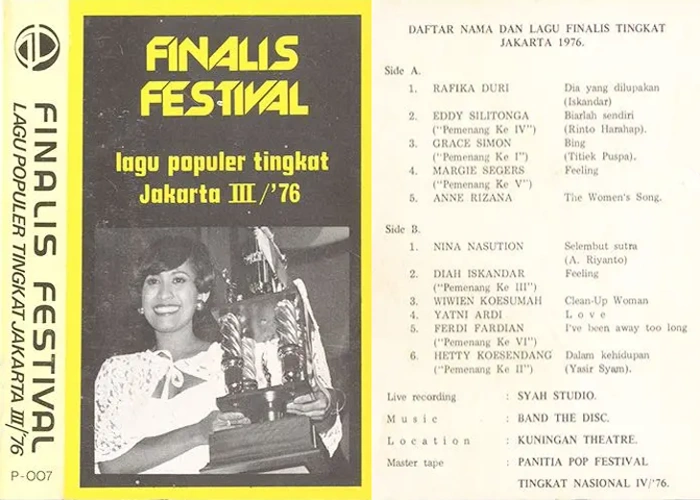 FINALIS FESTIVAL
LAGU POPULER TINGKAT JAKARTA III/'76
P-007
FINALIS
FESTIVAL
lagu populer tingkat
Jakarta III/'76
DAFTAR NAMA DAN LAGU FINALIS TINGKAT
JAKARTA 1976.
Side A.
1. RAFIKA DURI Dia yang dilupakan
(Iskandar)
2. EDDY SILITONGA Biarlah sendiri
("Pemenang Ke IV") (Rinto Harahap).
3. GRACE SIMON Bing
("Pemenang Ke I") (Titiek Puspa).
4. MARGIE SEGERS Feeling
("Pemenang Ke V")
5. ANNE RIZANA The Women's Song.
Side B.
1. NINA NASUTION Selembut sutra
(A. Riyanto)
2. DIAH ISKANDAR Feeling
("Pemenang Ke III")
3. WIWIEN KOESUMAH Clean-Up Woman
4. YATNI ARDI L o v e
5. FERDI FARDIAN I've been away too long
("Pemenang Ke VI")
6. HETTY KOESENDANG Dalam kehidupan
("Pemenang Ke II") (Yasir Syam).
Live recording : SYAH STUDIO.
M u s i c : BAND THE DISC.
L o c a t i o n : KUNINGAN THEATRE.
Master tape : PANITIA POP FESTIVAL
TINGKAT NASIONAL IV/'76.